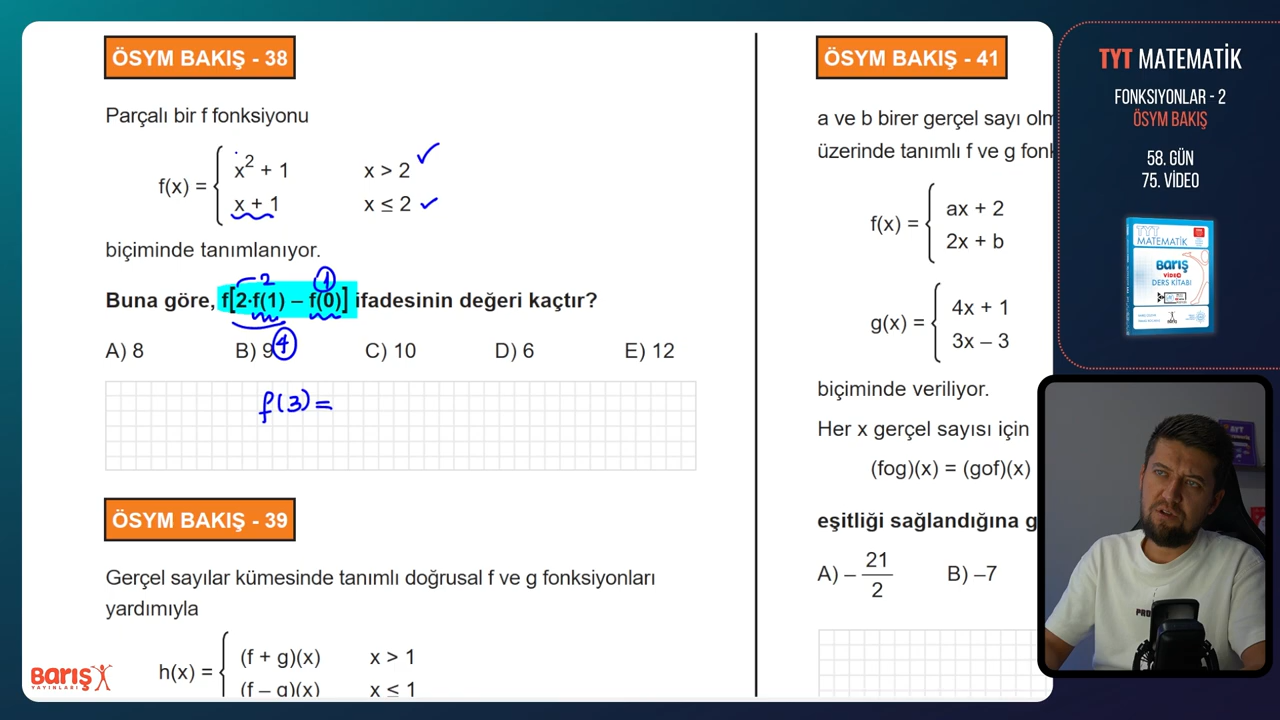 ÖSYM BAKIŞ - 38
Parçalı bir f fonksiyonu
f(x) = { x² + 1 x > 2
x + 1 x ≤ 2
biçiminde tanımlanıyor.
2 1
Buna göre, f[2·f(1) – f(0)] ifadesinin değeri kaçtır?
4
A) 8 B) 9 C) 10 D) 6 E) 12
f(3) =
ÖSYM BAKIŞ - 39
Gerçel sayılar kümesinde tanımlı doğrusal f ve g fonksiyonları
yardımıyla
h(x) = { (f + g)(x) x > 1
(f – g)(x) x ≤ 1
ÖSYM BAKIŞ - 41
a ve b birer gerçel sayı olm
üzerinde tanımlı f ve g fon
f(x) = { ax + 2
2x + b
g(x) = { 4x + 1
3x – 3
biçiminde veriliyor.
Her x gerçel sayısı için
(fog)(x) = (gof)(x)
eşitliği sağlandığına g
A) – 21/2 B) –7
TYT MATEMATİK
FONKSIYONLAR - 2
ÖSYM BAKIŞ
58. GÜN
75. VİDEO
TYT
MATEMATİK
BARIŞ
VİDEO
DERS KİTABI
BARIŞ
YAYINLARI